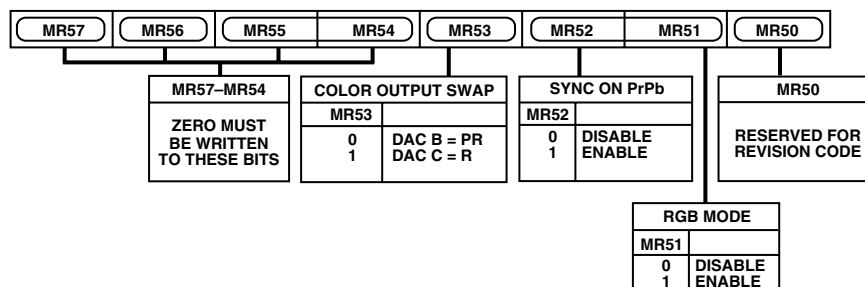 MR57 MR56 MR55 MR54 MR53 MR52 MR51 MR50
MR57–MR54
ZERO MUST
BE WRITTEN
TO THESE BITS
COLOR OUTPUT SWAP
MR53
0 DAC B = PR
1 DAC C = R
SYNC ON PrPb
MR52
0 DISABLE
1 ENABLE
MR50
RESERVED FOR
REVISION CODE
RGB MODE
MR51
0 DISABLE
1 ENABLE